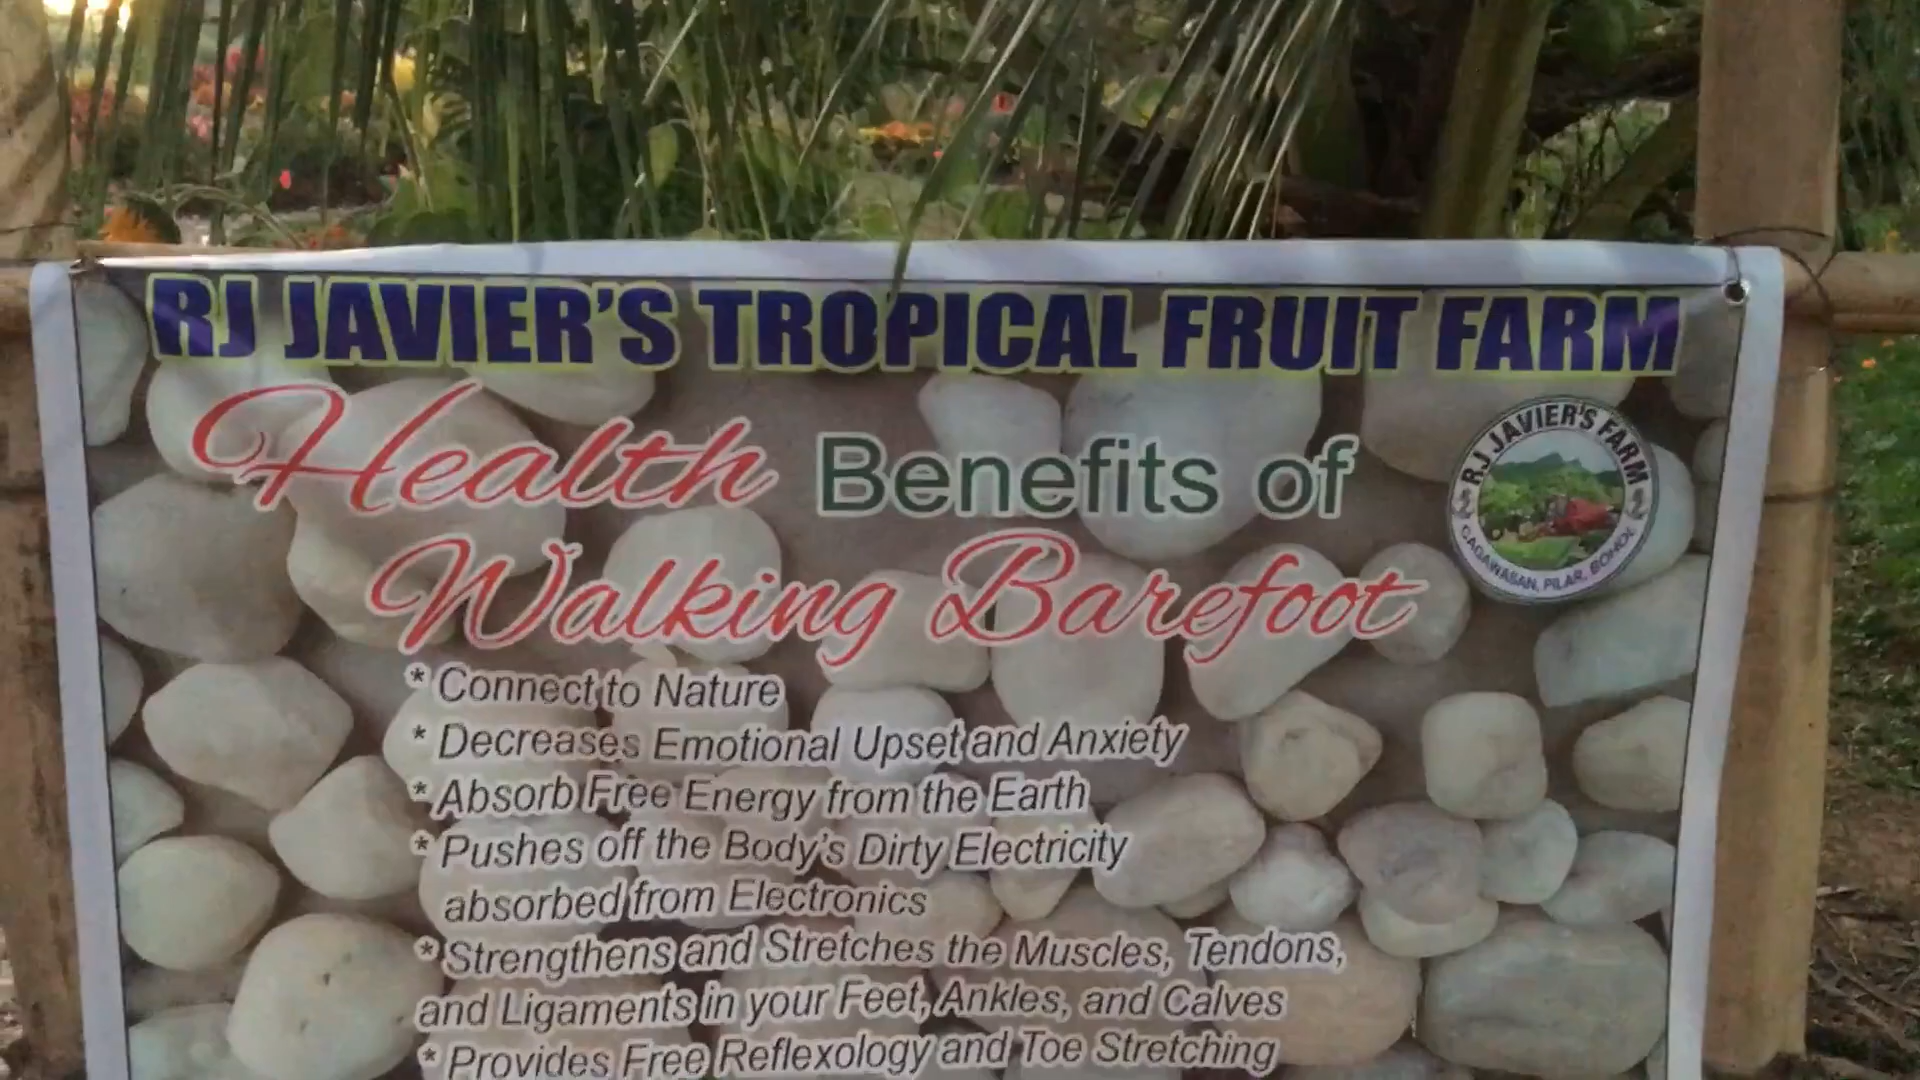 RJ JAVIER'S TROPICAL FRUIT FARM
Health Benefits of
Walking Barefoot
RJ JAVIER'S FARM
CAGAWASAN, PILAR, BOHOL
* Connect to Nature
* Decreases Emotional Upset and Anxiety
* Absorb Free Energy from the Earth
* Pushes off the Body's Dirty Electricity
absorbed from Electronics
* Strengthens and Stretches the Muscles, Tendons,
and Ligaments in your Feet, Ankles, and Calves
* Provides Free Reflexology and Toe Stretching